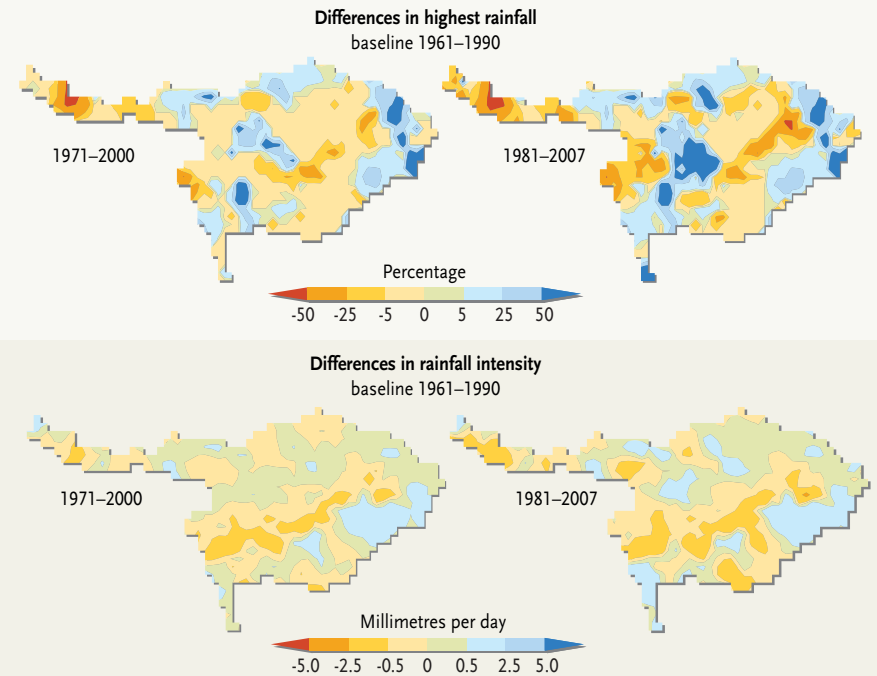 Differences in highest rainfall
baseline 1961–1990
1971–2000
1981–2007
Percentage
-50 -25 -5 0 5 25 50
Differences in rainfall intensity
baseline 1961–1990
1971–2000
1981–2007
Millimetres per day
-5.0 -2.5 -0.5 0 0.5 2.5 5.0